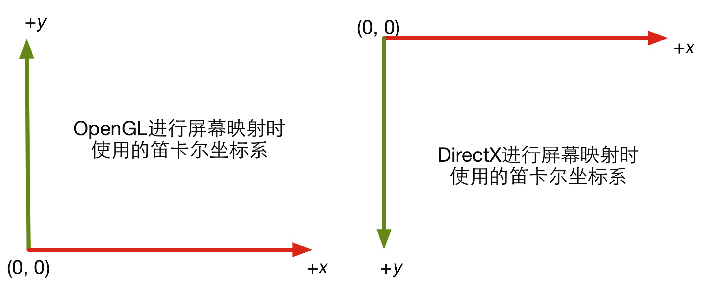 +y
OpenGL进行屏幕映射时
使用的笛卡尔坐标系
(0, 0)
+x
(0, 0)
+x
DirectX进行屏幕映射时
使用的笛卡尔坐标系
+y